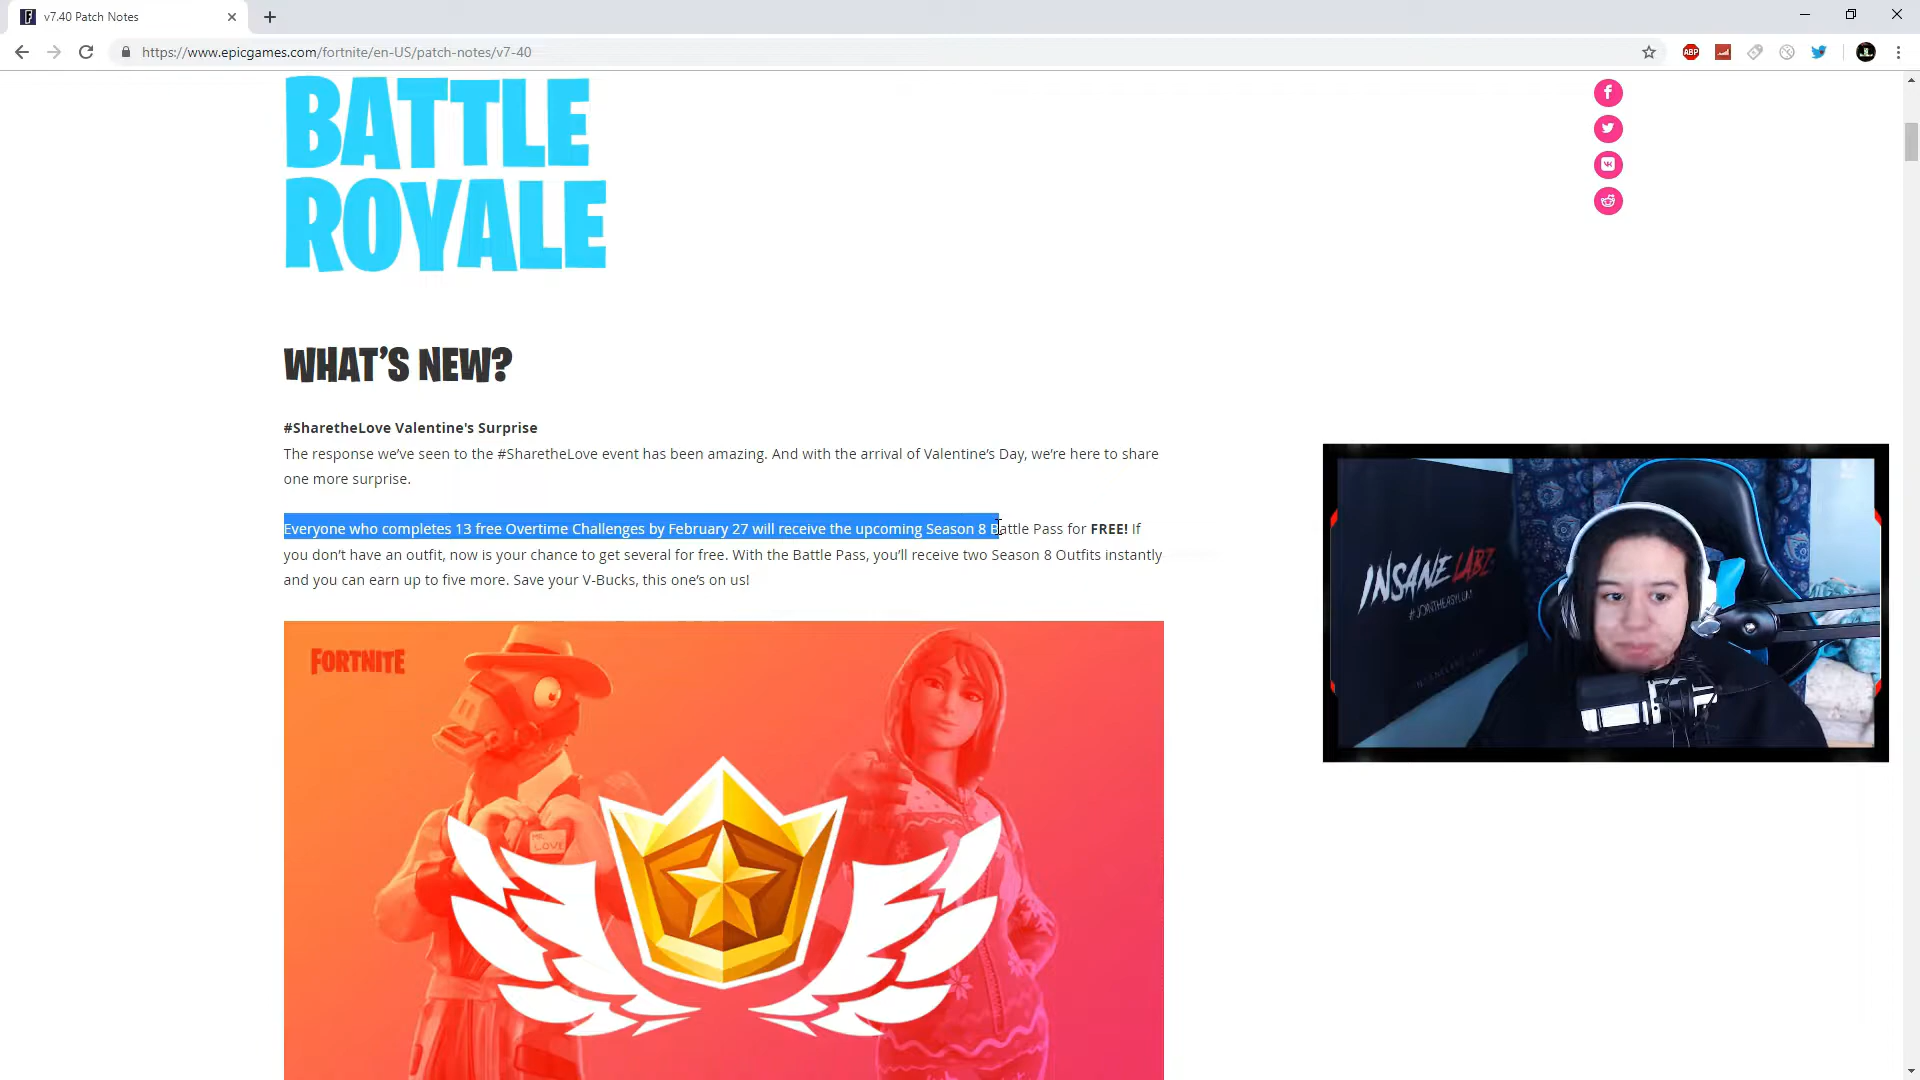 v7.40 Patch Notes
https://www.epicgames.com/fortnite/en-US/patch-notes/v7-40
ABP
BATTLE
ROYALE
WHAT'S NEW?
#SharetheLove Valentine's Surprise
The response we've seen to the #SharetheLove event has been amazing. And with the arrival of Valentine's Day, we're here to share
one more surprise.
Everyone who completes 13 free Overtime Challenges by February 27 will receive the upcoming Season 8 Battle Pass for FREE! If
you don't have an outfit, now is your chance to get several for free. With the Battle Pass, you'll receive two Season 8 Outfits instantly
and you can earn up to five more. Save your V-Bucks, this one's on us!
FORTNITE
MR.
LOVE
INSANE LABZ
#JOINTHEASYLUM